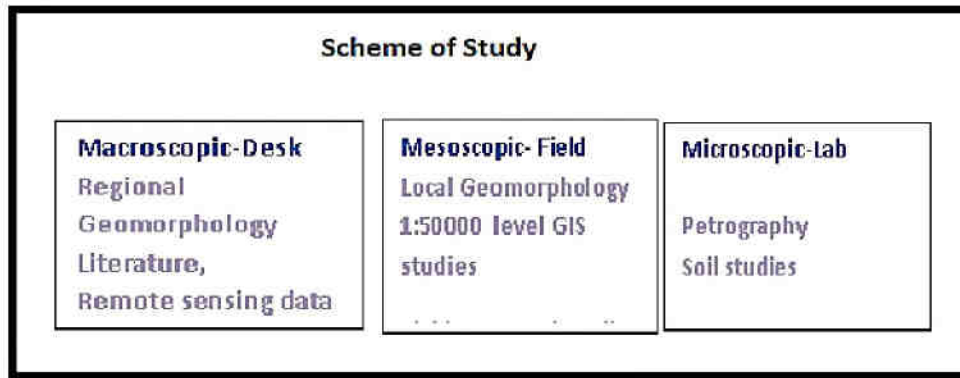 Scheme of Study
Macroscopic-Desk
Regional
Geomorphology
Literature,
Remote sensing data
Mesoscopic- Field
Local Geomorphology
1:50000 level GIS
studies
Microscopic-Lab
Petrography
Soil studies